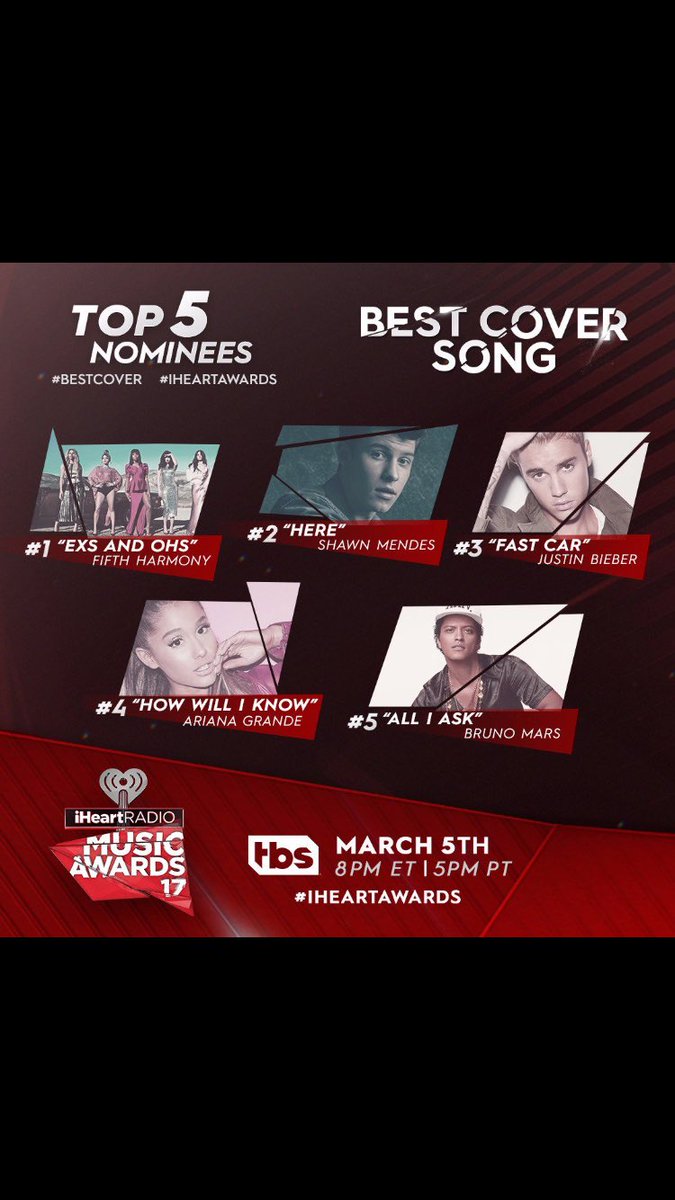 TOP 5
NOMINEES
#BESTCOVER #IHEARTAWARDS
BEST COVER
SONG
#1 "EXS AND OHS"
FIFTH HARMONY
#2 "HERE"
SHAWN MENDES
#3 "FAST CAR"
JUSTIN BIEBER
#4 "HOW WILL I KNOW"
ARIANA GRANDE
#5 "ALL I ASK"
BRUNO MARS
iHeartRADIO
MUSIC
AWARDS
17
tbs
MARCH 5TH
8PM ET | 5PM PT
#IHEARTAWARDS